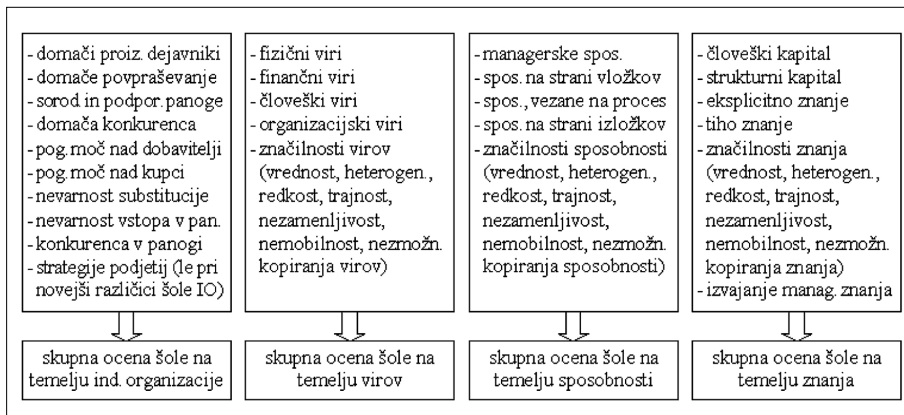 - domači proiz. dejavniki
- domače povpraševanje
- sorod in podpor. panoge
- domača konkurenca
- pog. moč nad dobavitelji
- pog. moč nad kupci
- nevarnost substitucije
- nevarnost vstopa v pan.
- konkurenca v panogi
- strategije podjetij (le pri
novejši različici šole IO)
skupna ocena šole na
temelju ind. organizacije
- fizični viri
- finančni viri
- človeški viri
- organizacijski viri
- značilnosti virov
(vrednost, heterogen.,
redkost, trajnost,
nezamenljivost,
nemobilnost, nezmožn.
kopiranja virov)
skupna ocena šole na
temelju virov
- managerske spos.
- spos. na strani vložkov
- spos., vezane na proces
- spos. na strani izložkov
- značilnosti sposobnosti
(vrednost, heterogen.,
redkost, trajnost,
nezamenljivost,
nemobilnost, nezmožn.
kopiranja sposobnosti)
skupna ocena šole na
temelju sposobnosti
- človeški kapital
- strukturni kapital
- eksplicitno znanje
- tiho znanje
- značilnosti znanja
(vrednost, heterogen.,
redkost, trajnost,
nezamenljivost,
nemobilnost, nezmožn.
kopiranja znanja)
- izvajanje manag. znanja
skupna ocena šole na
temelju znanja